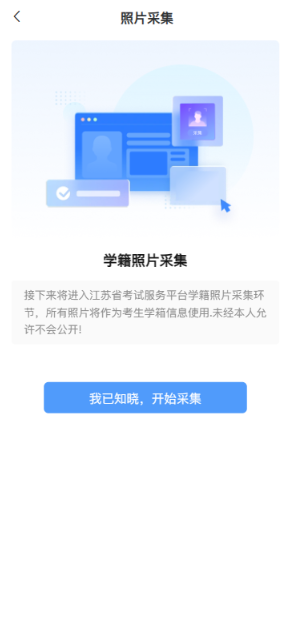 照片采集
学籍照片采集
接下来将进入江苏省考试服务平台学籍照片采集环
节，所有照片将作为考生学籍信息使用.未经本人允
许不会公开!
我已知晓，开始采集